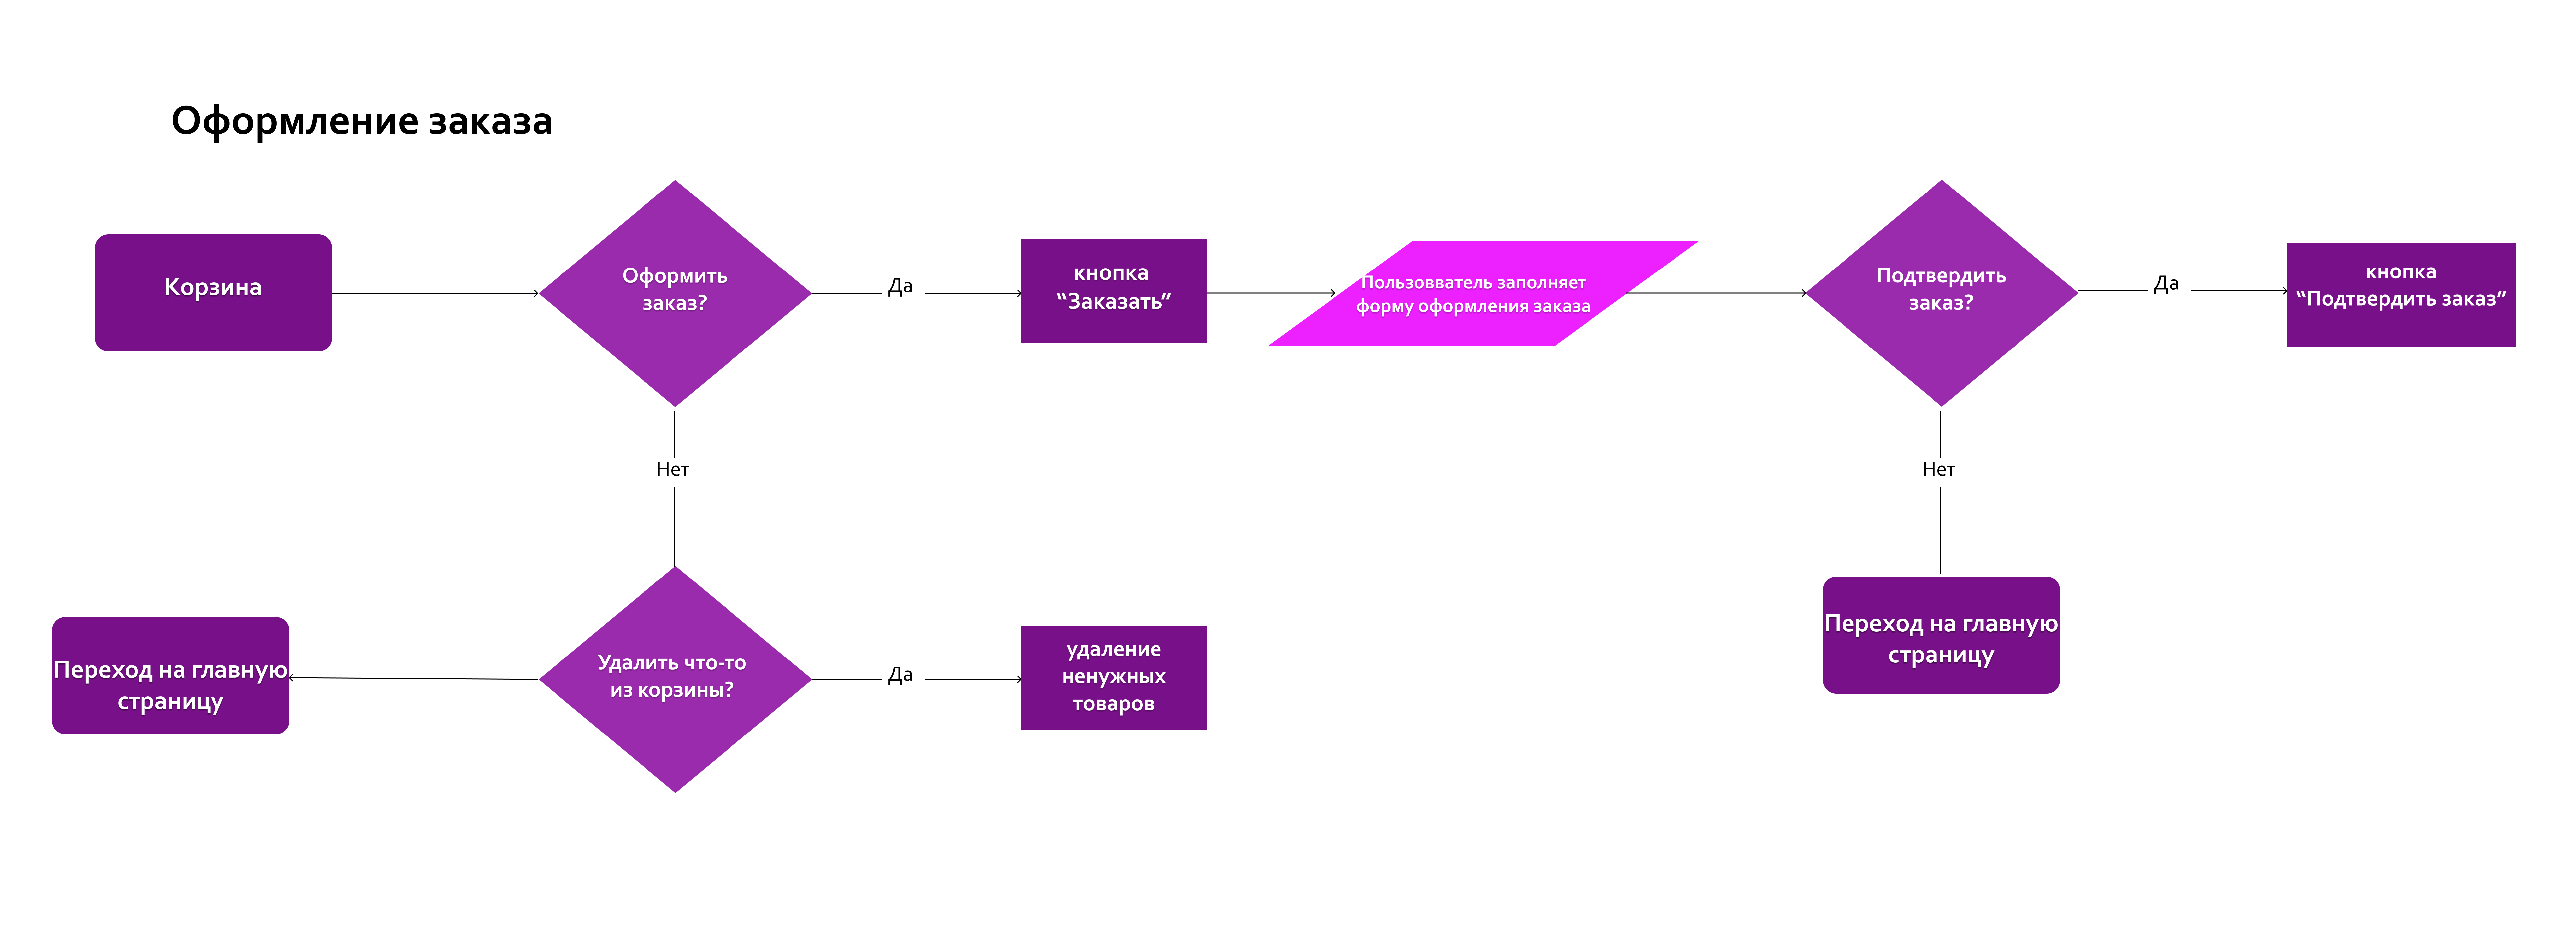 Оформление заказа
Корзина
Оформить
заказ?
Да
кнопка
“Заказать”
Пользовватель заполняет
форму оформления заказа
Подтвердить
заказ?
Да
кнопка
“Подтвердить заказ”
Нет
Нет
Переход на главную
страницу
Удалить что-то
из корзины?
Да
удаление
ненужных
товаров
Переход на главную
страницу